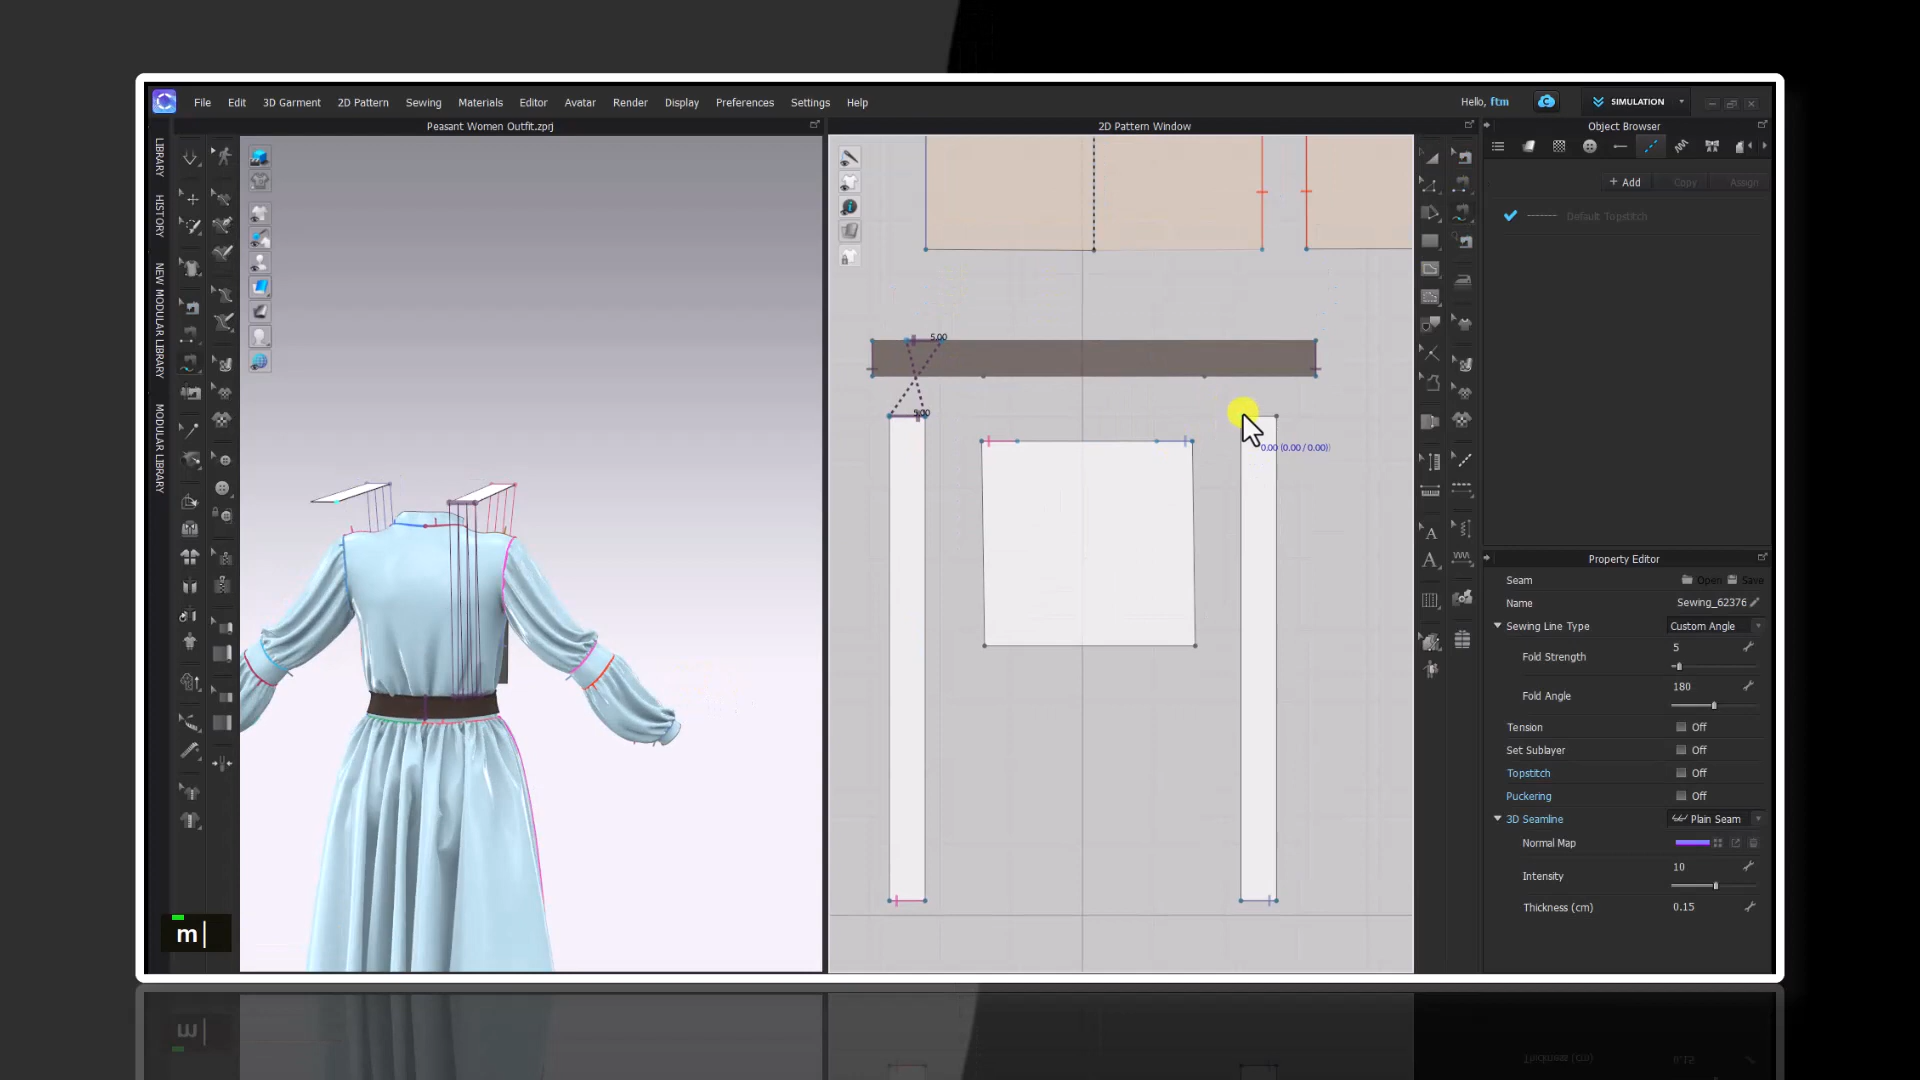 File Edit 3D Garment 2D Pattern Sewing Materials Editor Avatar Render Display Preferences Settings Help
Hello, ftm
SIMULATION
Peasant Women Outfit.zprj
2D Pattern Window
Object Browser
LIBRARY
HISTORY
NEW MODULAR LIBRARY
MODULAR LIBRARY
+ Add Copy Assign
Default Topstitch
5.00
5.00
0.00 (0.00 / 0.00)
Property Editor
Seam Open Save
Name Sewing_62376
Sewing Line Type Custom Angle
Fold Strength 5
Fold Angle 180
Tension Off
Set Sublayer Off
Topstitch Off
Puckering Off
3D Seamline Plain Seam
Normal Map
Intensity 10
Thickness (cm) 0.15
m